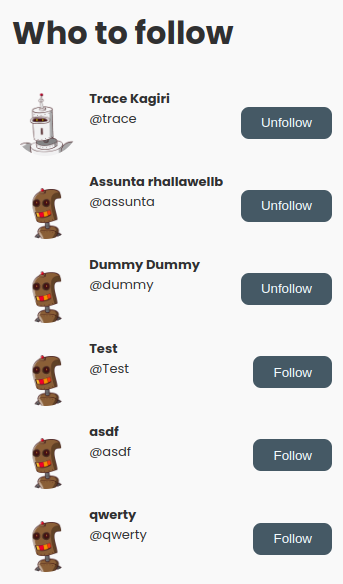 Who to follow
Trace Kagiri
@trace
Unfollow
Assunta rhallawellb
@assunta
Unfollow
Dummy Dummy
@dummy
Unfollow
Test
@Test
Follow
asdf
@asdf
Follow
qwerty
@qwerty
Follow